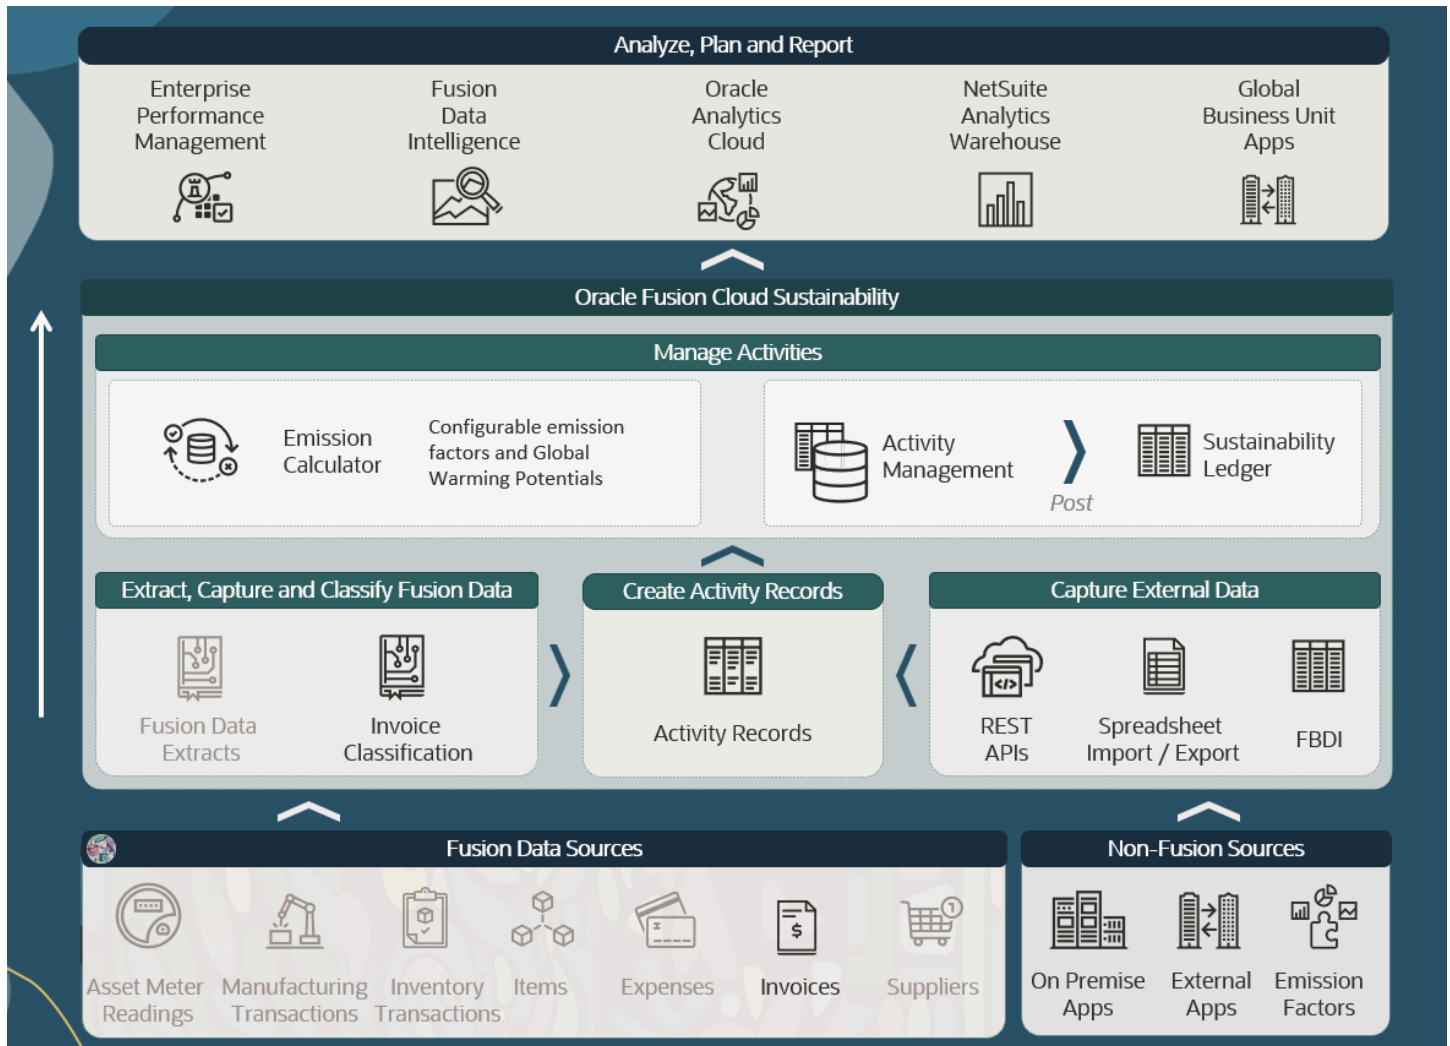 Analyze, Plan and Report
Enterprise
Performance
Management
Fusion
Data
Intelligence
Oracle
Analytics
Cloud
NetSuite
Analytics
Warehouse
Global
Business Unit
Apps
Oracle Fusion Cloud Sustainability
Manage Activities
Emission
Calculator
Configurable emission
factors and Global
Warming Potentials
Activity
Management
Post
Sustainability
Ledger
Extract, Capture and Classify Fusion Data
Fusion Data
Extracts
Invoice
Classification
Create Activity Records
Activity Records
Capture External Data
</>
REST
APIs
Spreadsheet
Import / Export
FBDI
Fusion Data Sources
Asset Meter
Readings
Manufacturing
Transactions
Inventory
Transactions
Items
Expenses
$
Invoices
1
Suppliers
Non-Fusion Sources
On Premise
Apps
External
Apps
Emission
Factors